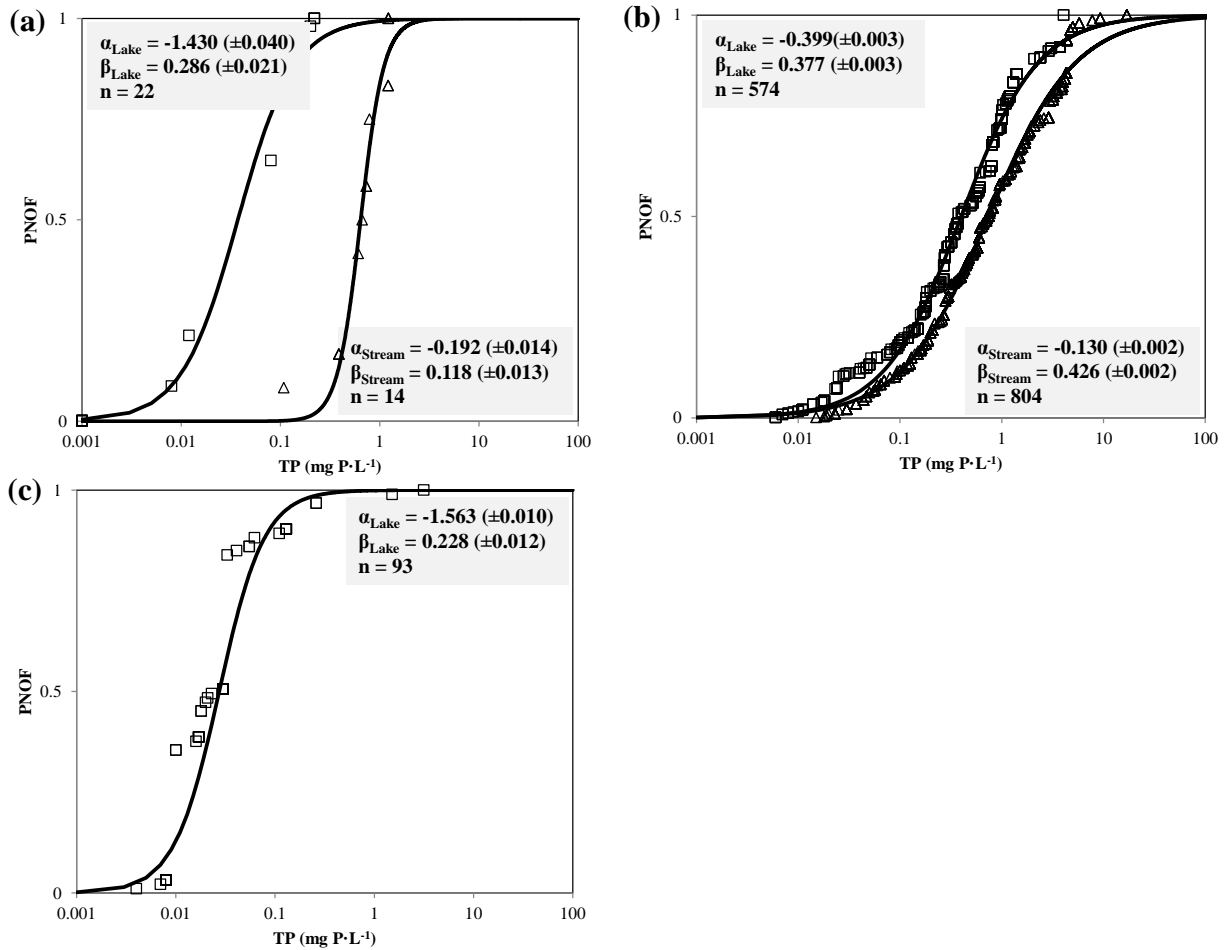 (a)
1
0.5
0
PNOF
α_Lake = -1.430 (±0.040)
β_Lake = 0.286 (±0.021)
n = 22
α_Stream = -0.192 (±0.014)
β_Stream = 0.118 (±0.013)
n = 14
0.001 0.01 0.1 1 10 100
TP (mg P·L⁻¹)
(b)
1
0.5
0
PNOF
α_Lake = -0.399(±0.003)
β_Lake = 0.377 (±0.003)
n = 574
α_Stream = -0.130 (±0.002)
β_Stream = 0.426 (±0.002)
n = 804
0.001 0.01 0.1 1 10 100
TP (mg P·L⁻¹)
(c)
1
0.5
0
PNOF
α_Lake = -1.563 (±0.010)
β_Lake = 0.228 (±0.012)
n = 93
0.001 0.01 0.1 1 10 100
TP (mg P·L⁻¹)